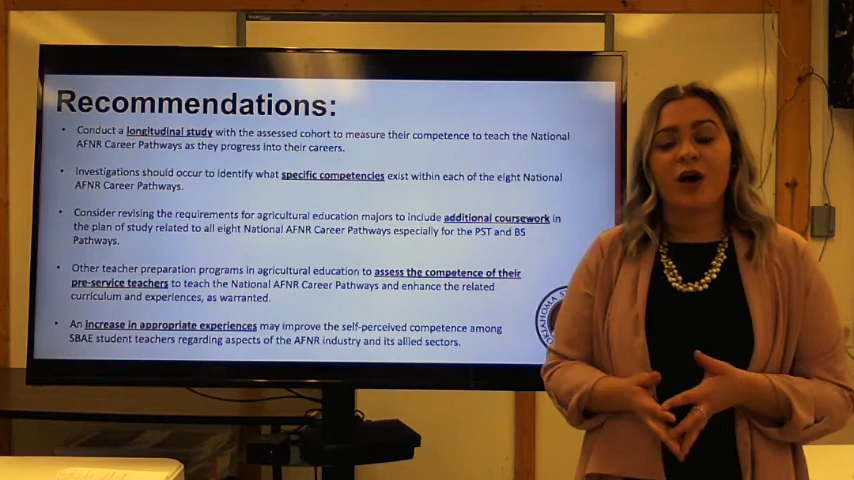 Recommendations:
• Conduct a longitudinal study with the assessed cohort to measure their competence to teach the National
AFNR Career Pathways as they progress into their careers.
• Investigations should occur to identify what specific competencies exist within each of the eight National
AFNR Career Pathways.
• Consider revising the requirements for agricultural education majors to include additional coursework in
the plan of study related to all eight National AFNR Career Pathways especially for the PST and BS
Pathways.
• Other teacher preparation programs in agricultural education to assess the competence of their
pre-service teachers to teach the National AFNR Career Pathways and enhance the related
curriculum and experiences, as warranted.
• An increase in appropriate experiences may improve the self-perceived competence among
SBAE student teachers regarding aspects of the AFNR industry and its allied sectors.
OKLAHOMA